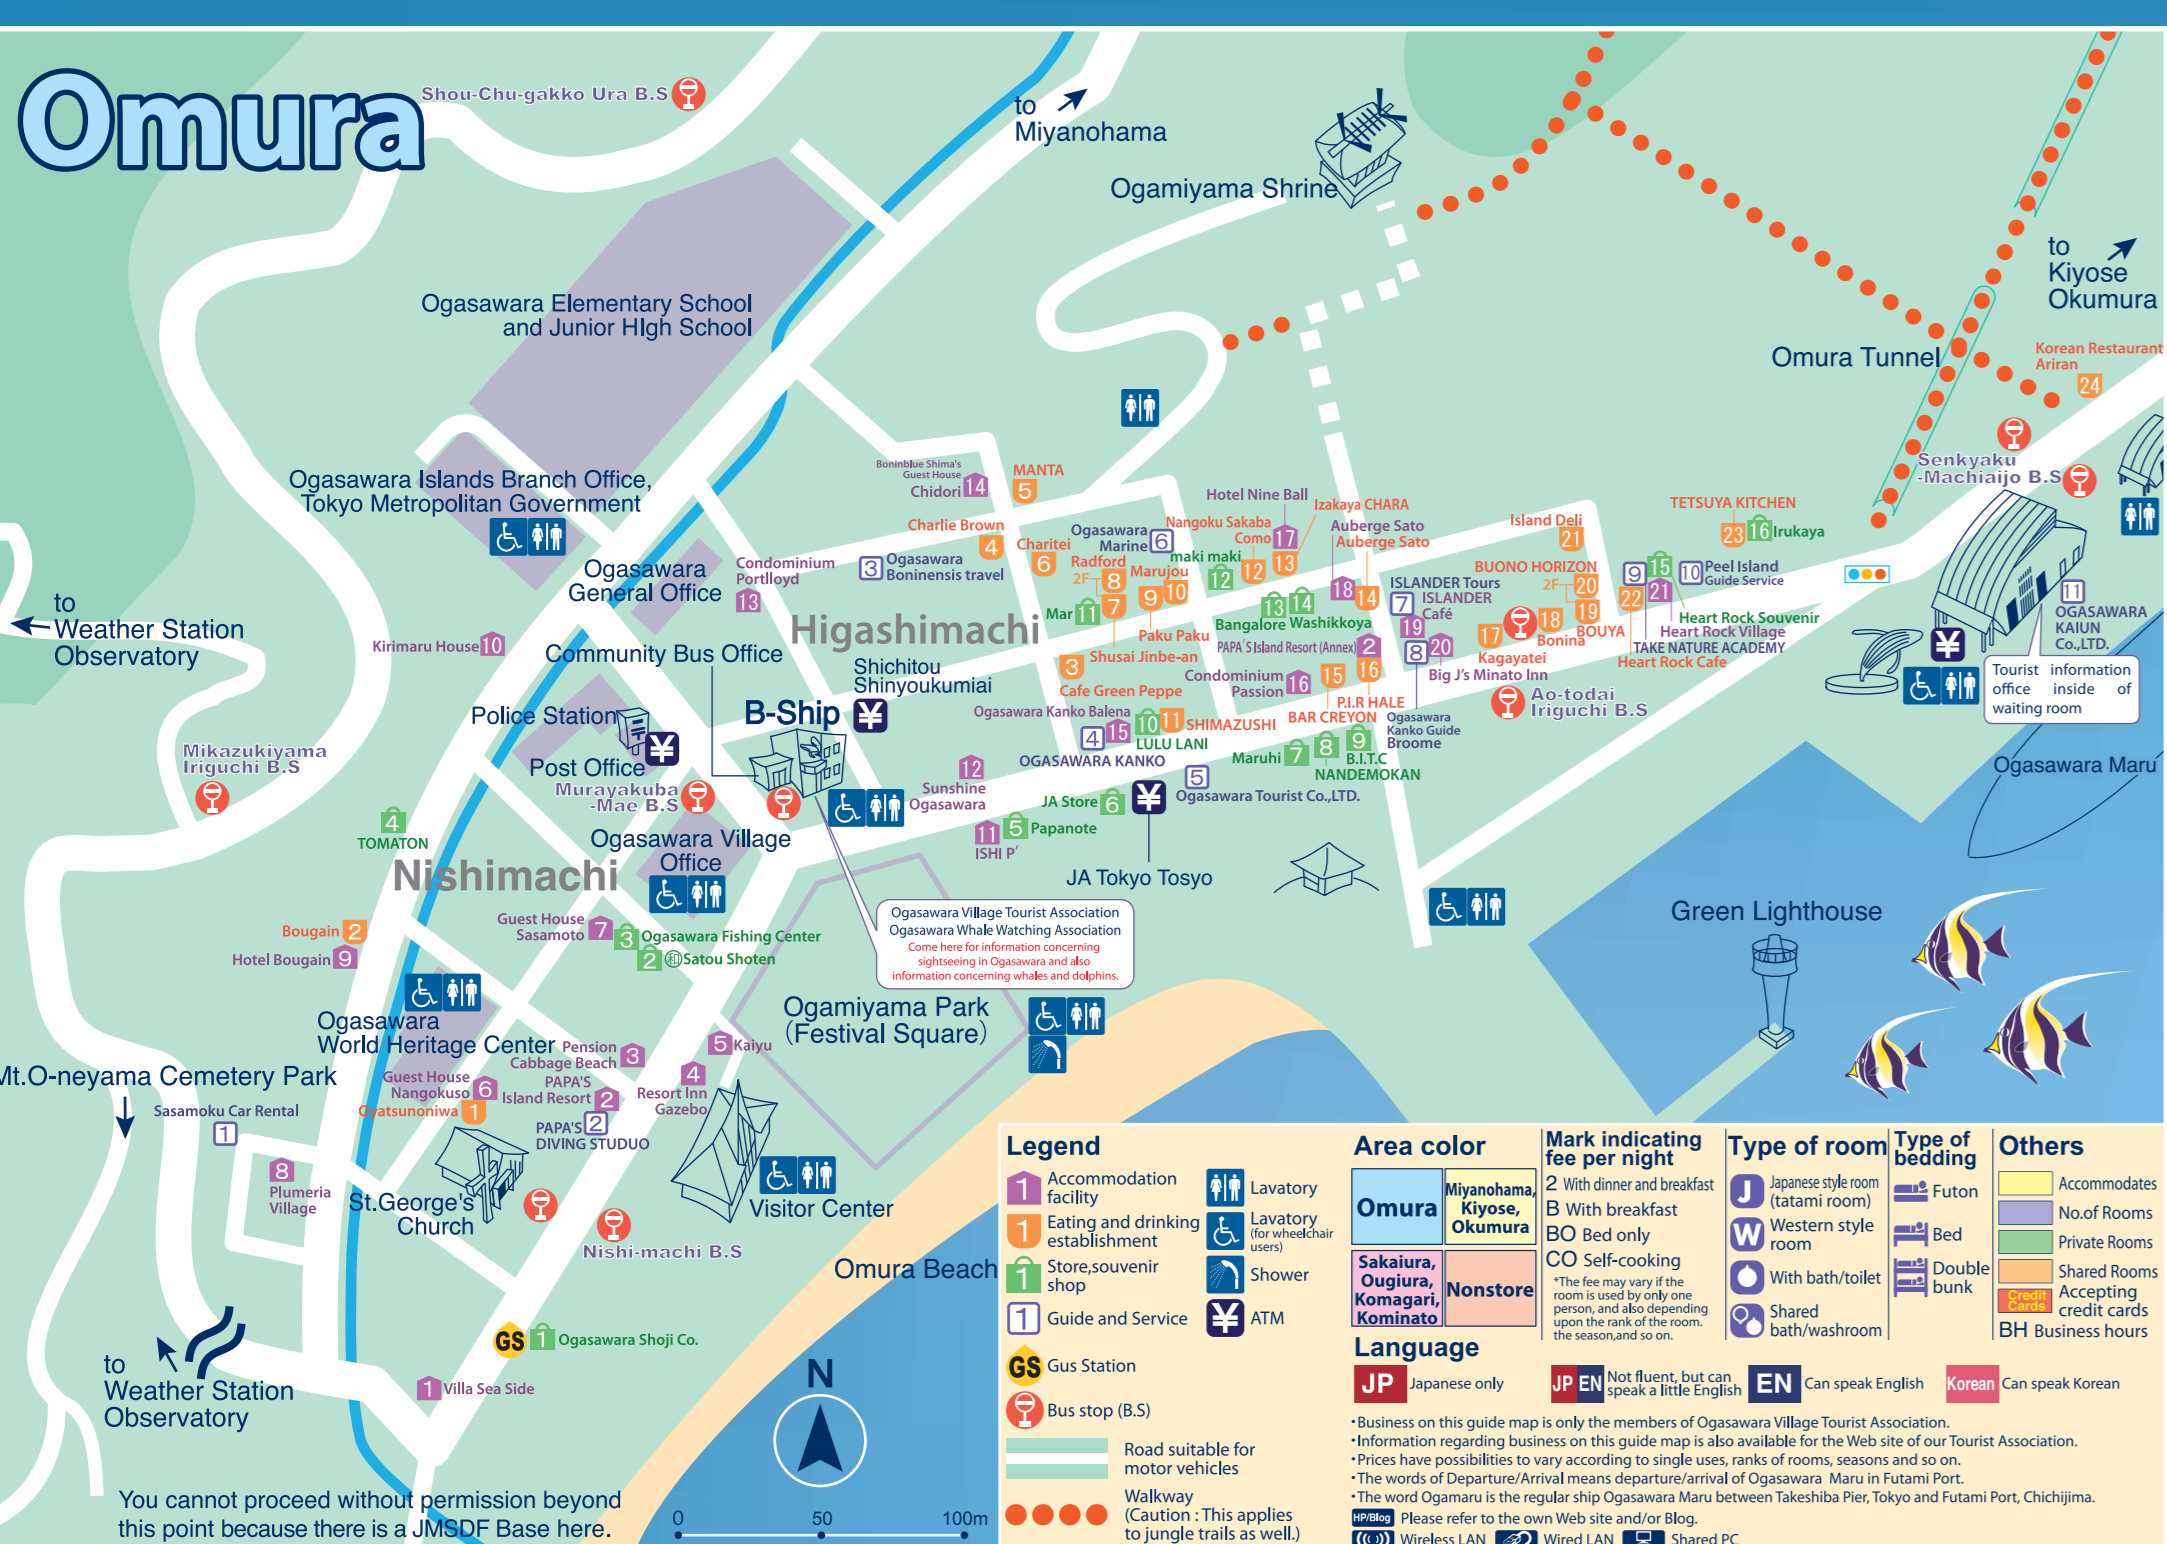 Omura
Shou-Chu-gakko Ura B.S
to
Miyanohama
Ogamiyama Shrine
to
Kiyose
Okumura
Ogasawara Elementary School
and Junior HIgh School
Omura Tunnel
Korean Restaurant
Ariran
24
Senkyaku
-Machiaijo B.S
Ogasawara Islands Branch Office,
Tokyo Metropolitan Government
Boninblue Shima's
Guest House
Chidori 14
MANTA
5
Charlie Brown
4
3 Ogasawara
Boninensis travel
Charitei
6
Ogasawara
Marine 6
Radford
2F 8
7
Marujou
9 10
Mar 11
Paku Paku
Shusai Jinbe-an
Nangoku Sakaba
Como
12
maki maki
12
Hotel Nine Ball
17
Izakaya CHARA
13
Auberge Sato
Auberge Sato
18 14
13 14
Bangalore Washikkoya
ISLANDER Tours
7 ISLANDER
Café
19
Island Deli
21
BUONO HORIZON
2F 20
19
BOUYA
18
Bonina
17
Kagayatei
TETSUYA KITCHEN
23 16 Irukaya
9 15 10 Peel Island
Guide Service
22 21
Heart Rock Souvenir
Heart Rock Village
TAKE NATURE ACADEMY
Heart Rock Cafe
11
OGASAWARA
KAIUN
Co.,LTD.
Tourist information
office inside of
waiting room
Ogasawara Maru
Ogasawara
General Office
Condominium
Portlloyd
13
Higashimachi
to
Weather Station
Observatory
Kirimaru House 10
Community Bus Office
Shichitou
Shinyoukumiai
B-Ship
3
Cafe Green Peppe
PAPA'S Island Resort (Annex) 2
8 20
Big J's Minato Inn
Condominium
Passion 16
15
16
P.I.R HALE
BAR CREYON
Ogasawara
Kanko Guide
Broome
Ao-todai
Iriguchi B.S
Ogasawara Kanko Balena
4 15
10 11 SHIMAZUSHI
LULU LANI
OGASAWARA KANKO
Maruhi 7 8 9
B.I.T.C
NANDEMOKAN
5
Ogasawara Tourist Co.,LTD.
Police Station
Post Office
Murayakuba
-Mae B.S
Mikazukiyama
Iriguchi B.S
12
Sunshine
Ogasawara
JA Store 6
11 5 Papanote
ISHI P'
JA Tokyo Tosyo
4
TOMATON
Nishimachi
Ogasawara Village
Office
Ogasawara Village Tourist Association
Ogasawara Whale Watching Association
Come here for information concerning
sightseeing in Ogasawara and also
information concerning whales and dolphins.
Green Lighthouse
Bougain 2
Hotel Bougain 9
Guest House
Sasamoto 7
3 Ogasawara Fishing Center
2 Satou Shoten
Ogamiyama Park
(Festival Square)
Ogasawara
World Heritage Center
Pension
Cabbage Beach 3
5 Kaiyu
Mt.O-neyama Cemetery Park
Guest House
Nangokuso 6
Oyatsunoniwa 1
PAPA'S
Island Resort 2
4
Resort Inn
Gazebo
PAPA'S 2
DIVING STUDUO
Sasamoku Car Rental
1
8
Plumeria
Village
St.George's
Church
Visitor Center
Nishi-machi B.S
Omura Beach
GS 1 Ogasawara Shoji Co.
to
Weather Station
Observatory
1 Villa Sea Side
You cannot proceed without permission beyond
this point because there is a JMSDF Base here.
N
0 50 100m
Legend
1 Accommodation
facility
1 Eating and drinking
establishment
1 Store,souvenir
shop
1 Guide and Service
GS Gus Station
Bus stop (B.S)
Road suitable for
motor vehicles
Walkway
(Caution : This applies
to jungle trails as well.)
Lavatory
Lavatory
(for wheelchair
users)
Shower
¥ ATM
Area color
Omura
Miyanohama,
Kiyose,
Okumura
Sakaiura,
Ougiura,
Komagari,
Kominato
Nonstore
Mark indicating
fee per night
2 With dinner and breakfast
B With breakfast
BO Bed only
CO Self-cooking
*The fee may vary if the
room is used by only one
person, and also depending
upon the rank of the room.
the season,and so on.
Type of room
J Japanese style room
(tatami room)
W Western style
room
With bath/toilet
Shared
bath/washroom
Type of
bedding
Futon
Bed
Double
bunk
Others
Accommodates
No.of Rooms
Private Rooms
Shared Rooms
Credit
Cards
Accepting
credit cards
BH Business hours
Language
JP Japanese only
JP EN Not fluent, but can
speak a little English
EN Can speak English
Korean Can speak Korean
•Business on this guide map is only the members of Ogasawara Village Tourist Association.
•Information regarding business on this guide map is also available for the Web site of our Tourist Association.
•Prices have possibilities to vary according to single uses, ranks of rooms, seasons and so on.
•The words of Departure/Arrival means departure/arrival of Ogasawara Maru in Futami Port.
•The word Ogamaru is the regular ship Ogasawara Maru between Takeshiba Pier, Tokyo and Futami Port, Chichijima.
HP/Blog Please refer to the own Web site and/or Blog.
Wireless LAN Wired LAN Shared PC